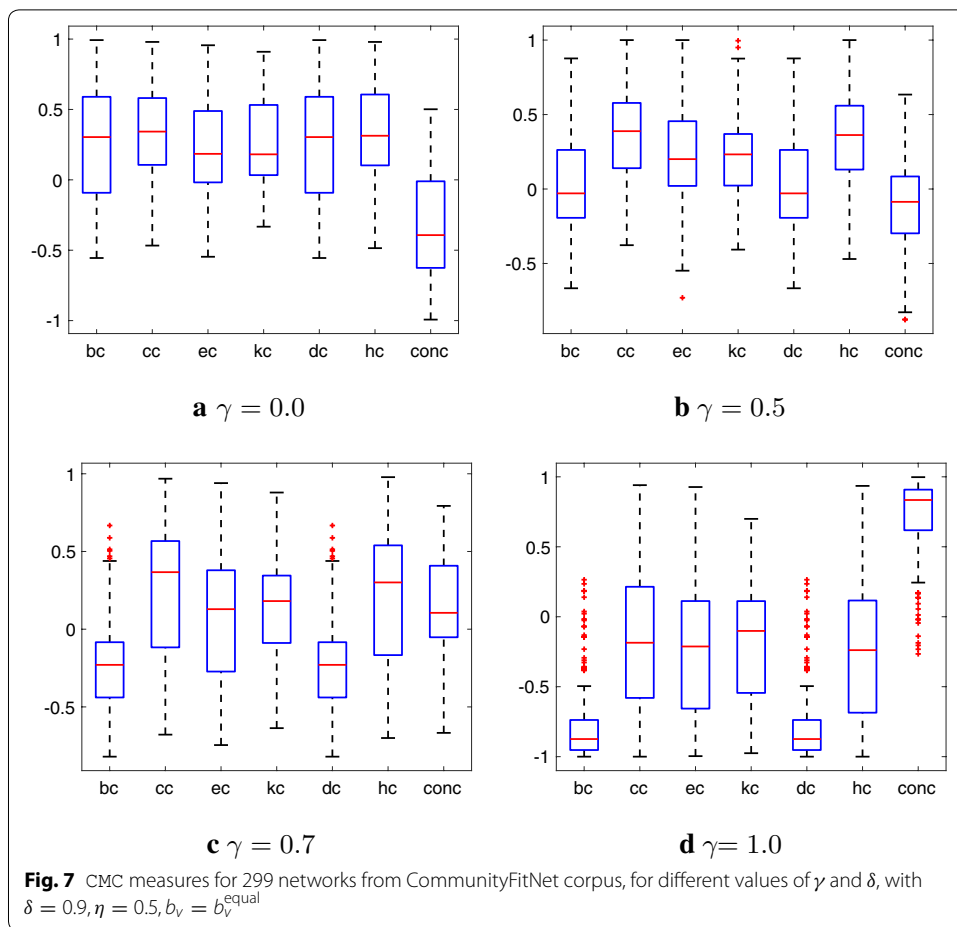 1
0.5
0
-0.5
-1
bc cc ec kc dc hc conc
a γ = 0.0
1
0.5
0
-0.5
bc cc ec kc dc hc conc
b γ = 0.5
1
0.5
0
-0.5
bc cc ec kc dc hc conc
c γ = 0.7
1
0.5
-0
-0.5
-1
bc cc ec kc dc hc conc
d γ= 1.0
Fig. 7 CMC measures for 299 networks from CommunityFitNet corpus, for different values of γ and δ, with
δ = 0.9, η = 0.5, b_v = b_v^equal